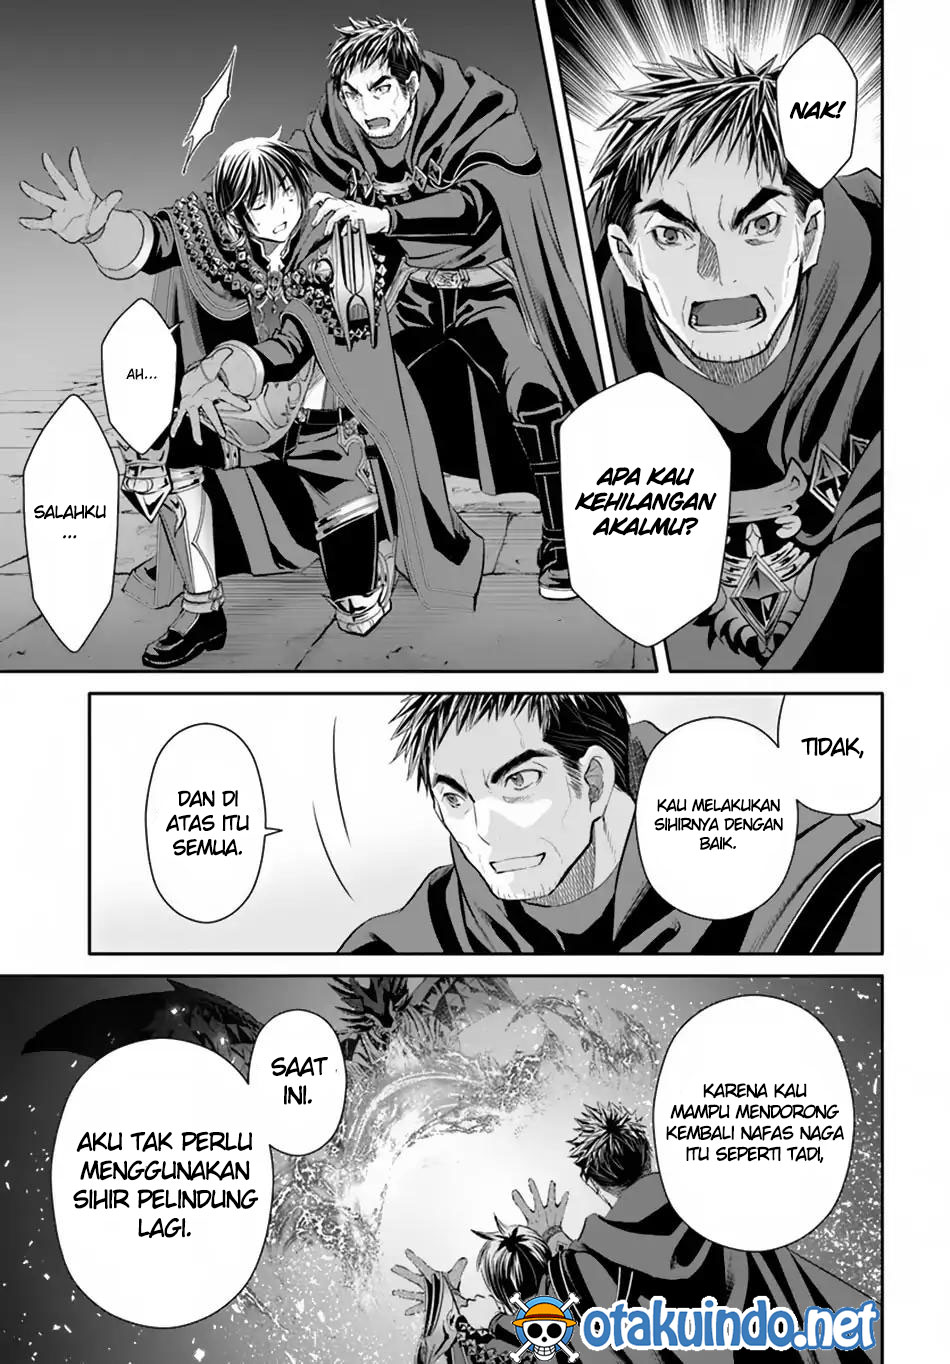 NAK!
APA KAU
KEHILANGAN
AKALMU?
AH...
SALAHKU
...
TIDAK,
KAU MELAKUKAN
SIHIRNYA DENGAN
BAIK.
DAN DI
ATAS ITU
SEMUA.
KARENA KAU
MAMPU MENDORONG
KEMBALI NAFAS NAGA
ITU SEPERTI TADI,
SAAT
INI.
AKU TAK PERLU
MENGGUNAKAN
SIHIR PELINDUNG
LAGI.
otakuindo.net